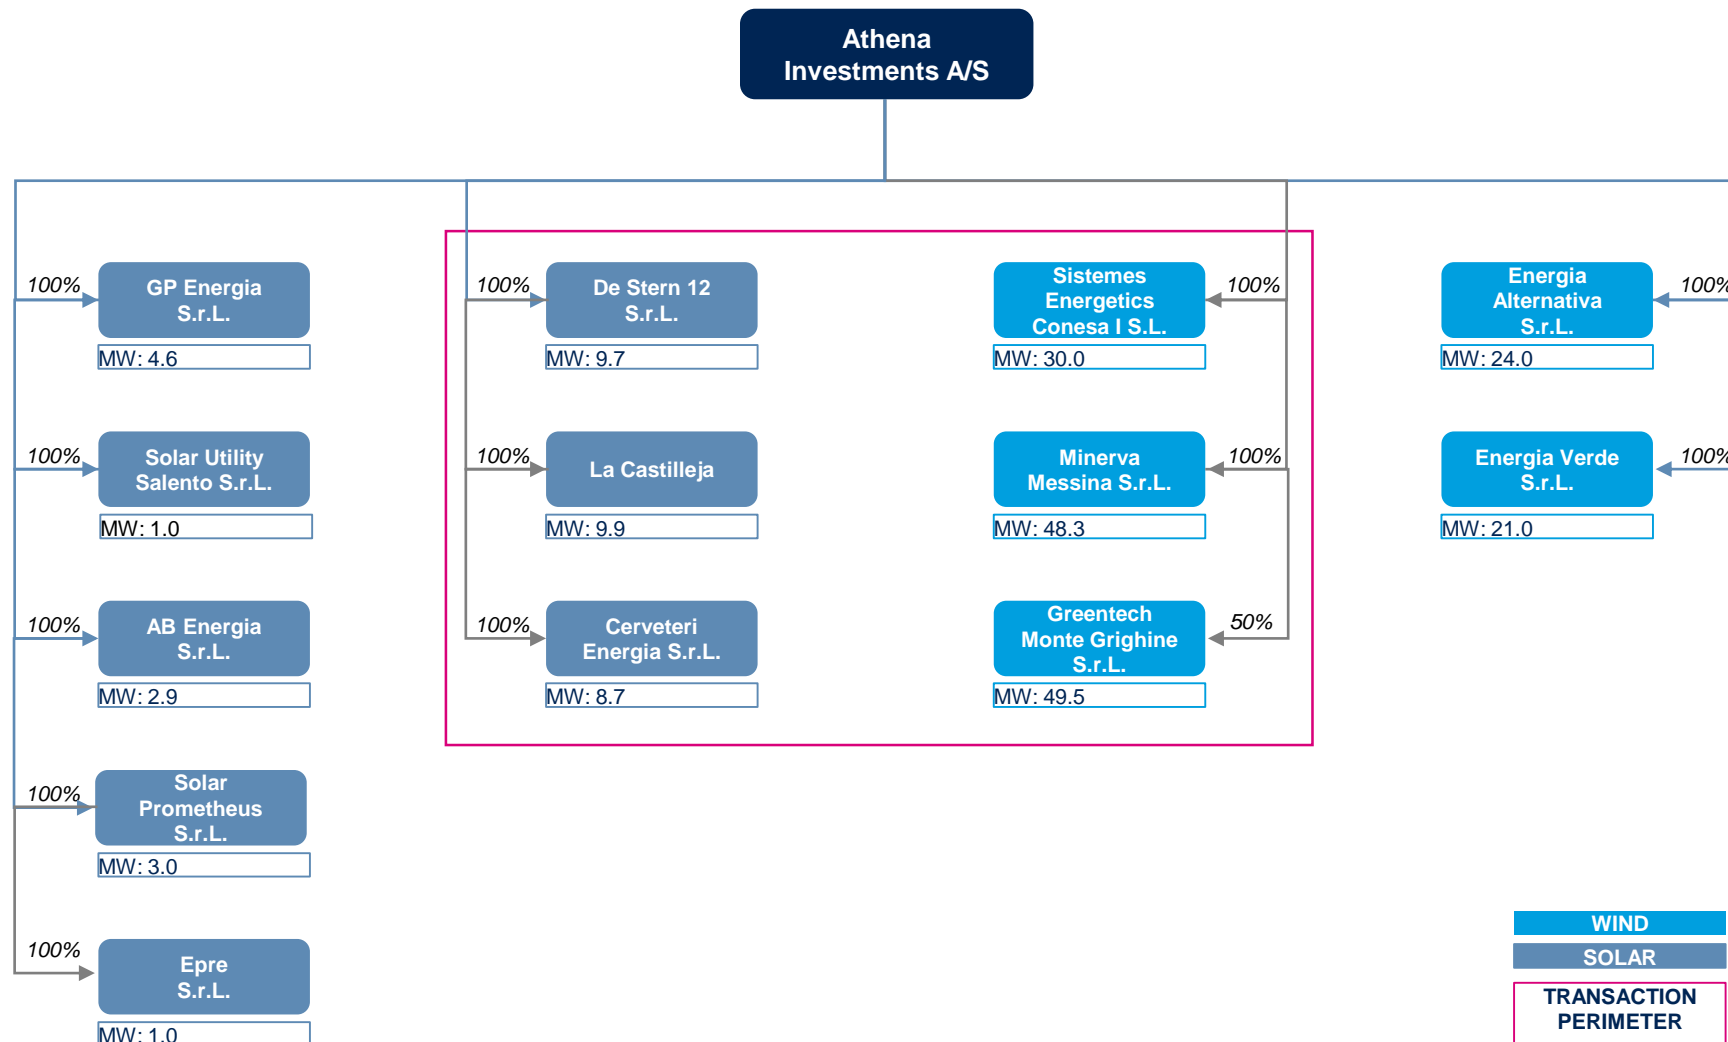 Athena
Investments A/S
100%
GP Energia
S.r.L.
MW: 4.6
100%
Solar Utility
Salento S.r.L.
MW: 1.0
100%
AB Energia
S.r.L.
MW: 2.9
100%
Solar
Prometheus
S.r.L.
MW: 3.0
100%
Epre
S.r.L.
MW: 1.0
100%
De Stern 12
S.r.L.
MW: 9.7
100%
La Castilleja
MW: 9.9
100%
Cerveteri
Energia S.r.L.
MW: 8.7
Sistemes
Energetics
Conesa I S.L.
100%
MW: 30.0
Minerva
Messina S.r.L.
100%
MW: 48.3
Greentech
Monte Grighine
S.r.L.
50%
MW: 49.5
Energia
Alternativa
S.r.L.
100%
MW: 24.0
Energia Verde
S.r.L.
100%
MW: 21.0
WIND
SOLAR
TRANSACTION
PERIMETER